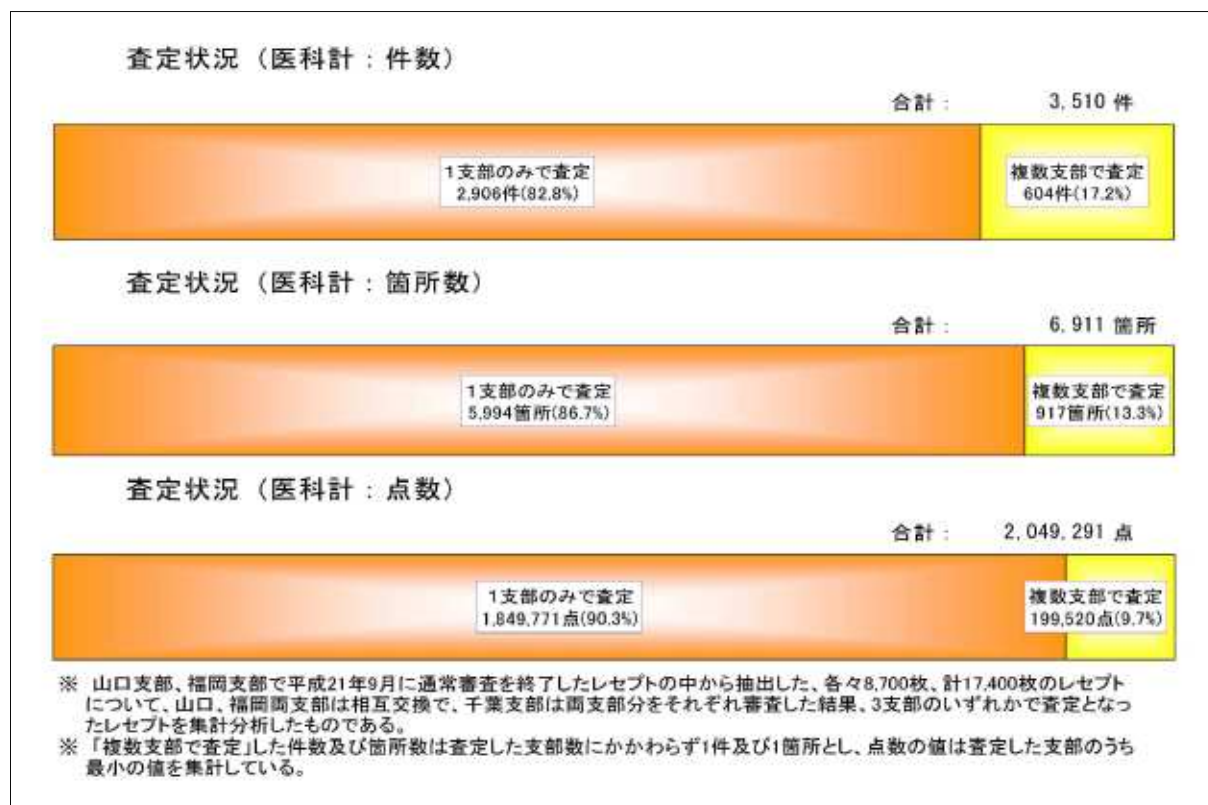 査定状況（医科計：件数）
合計： 3,510 件
1支部のみで査定
2,906件(82.8%)
複数支部で査定
604件(17.2%)
査定状況（医科計：箇所数）
合計： 6,911 箇所
1支部のみで査定
5,994箇所(86.7%)
複数支部で査定
917箇所(13.3%)
査定状況（医科計：点数）
合計： 2,049,291 点
1支部のみで査定
1,849,771点(90.3%)
複数支部で査定
199,520点(9.7%)
※ 山口支部、福岡支部で平成21年9月に通常審査を終了したレセプトの中から抽出した、各々8,700枚、計17,400枚のレセプト
について、山口、福岡両支部は相互交換で、千葉支部は両支部分をそれぞれ審査した結果、3支部のいずれかで査定となっ
たレセプトを集計分析したものである。
※ 「複数支部で査定」した件数及び箇所数は査定した支部数にかかわらず1件及び1箇所とし、点数の値は査定した支部のうち
最小の値を集計している。